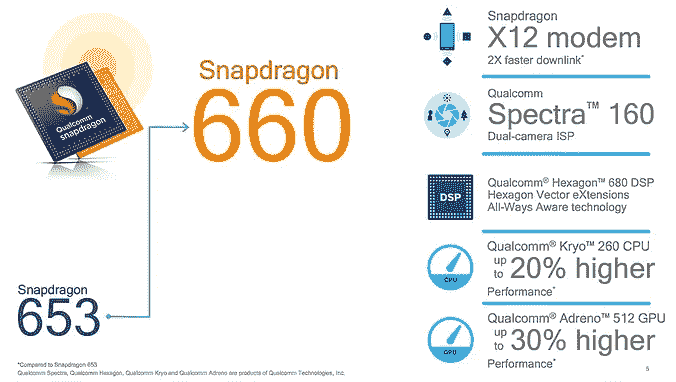 Qualcomm
snapdragon
Snapdragon
660
Snapdragon
653
Snapdragon
X12 modem
2X faster downlink*
Qualcomm
Spectra™ 160
Dual-camera ISP
DSP
Qualcomm® Hexagon™ 680 DSP
Hexagon Vector eXtensions
All-Ways Aware technology
CPU
Qualcomm® Kryo™ 260 CPU
up to 20% higher
Performance*
GPU
Qualcomm® Adreno™ 512 GPU
up to 30% higher
Performance*
*Compared to Snapdragon 653
Qualcomm Spectra, Qualcomm Hexagon, Qualcomm Kryo and Qualcomm Adreno are products of Qualcomm Technologies, Inc.
5